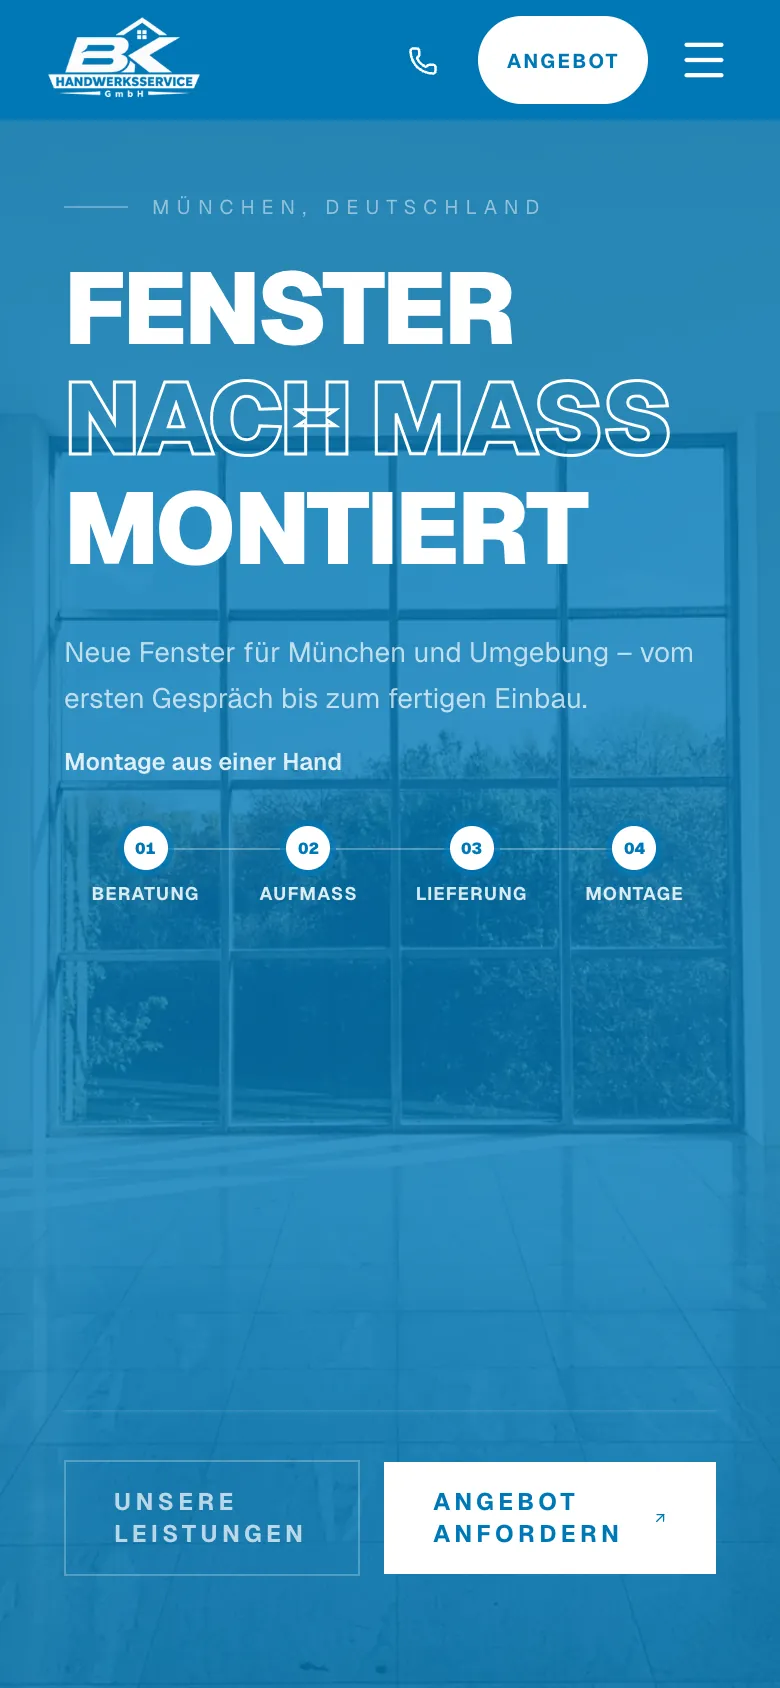 BK
HANDWERKSSERVICE
GmbH
ANGEBOT
MÜNCHEN, DEUTSCHLAND
FENSTER
NACH MASS
MONTIERT
Neue Fenster für München und Umgebung – vom
ersten Gespräch bis zum fertigen Einbau.
Montage aus einer Hand
01 02 03 04
BERATUNG AUFMASS LIEFERUNG MONTAGE
UNSERE
LEISTUNGEN
ANGEBOT
ANFORDERN